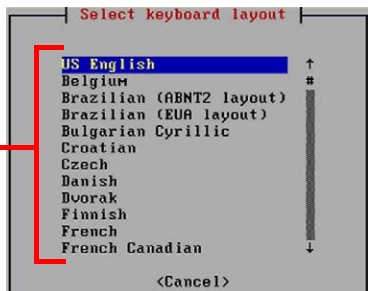 Select keyboard layout
US English
Belgium
Brazilian (ABNT2 layout)
Brazilian (EUA layout)
Bulgarian Cyrillic
Croatian
Czech
Danish
Dvorak
Finnish
French
French Canadian
<Cancel>